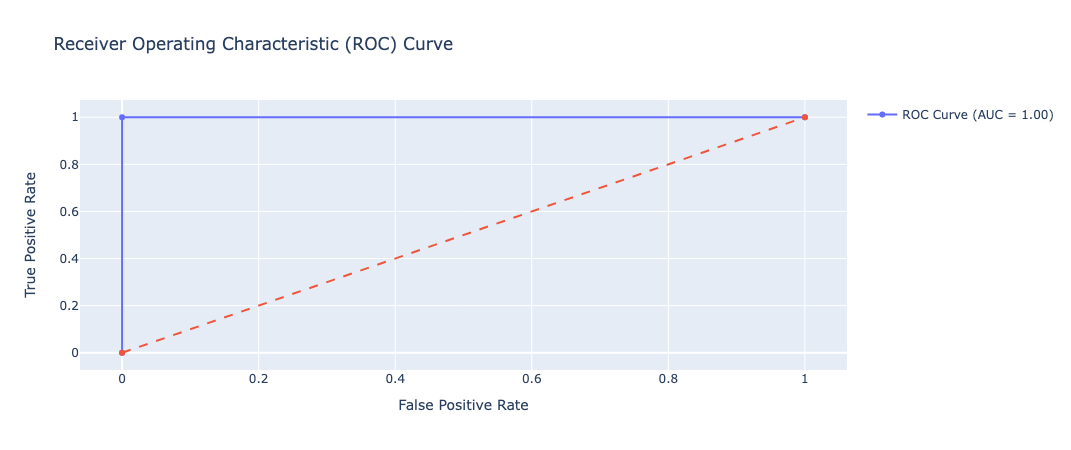 Receiver Operating Characteristic (ROC) Curve
ROC Curve (AUC = 1.00)
True Positive Rate
1
0.8
0.6
0.4
0.2
0
0 0.2 0.4 0.6 0.8 1
False Positive Rate